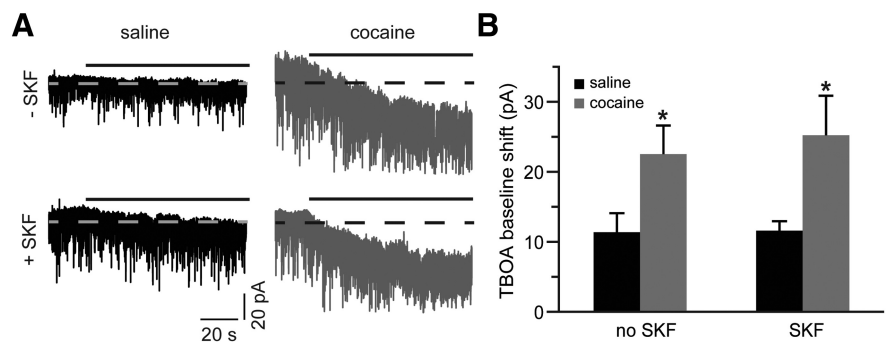 A
saline
cocaine
- SKF
+ SKF
20 s
20 pA
B
TBOA baseline shift (pA)
saline
cocaine
30
20
10
0
*
*
no SKF
SKF